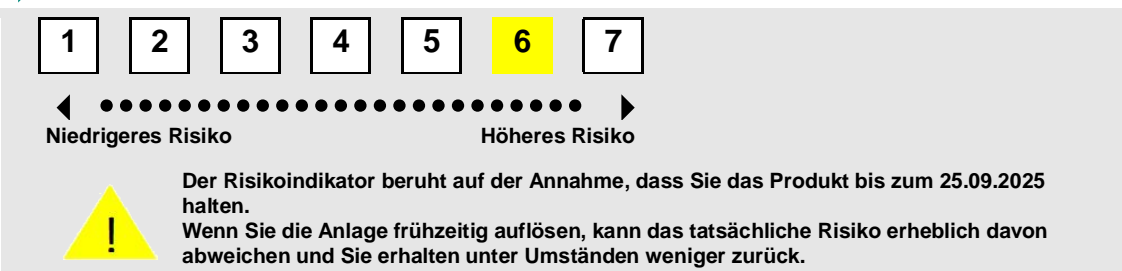 1 2 3 4 5 6 7
Niedrigeres Risiko Höheres Risiko
Der Risikoindikator beruht auf der Annahme, dass Sie das Produkt bis zum 25.09.2025
halten.
! Wenn Sie die Anlage frühzeitig auflösen, kann das tatsächliche Risiko erheblich davon
abweichen und Sie erhalten unter Umständen weniger zurück.